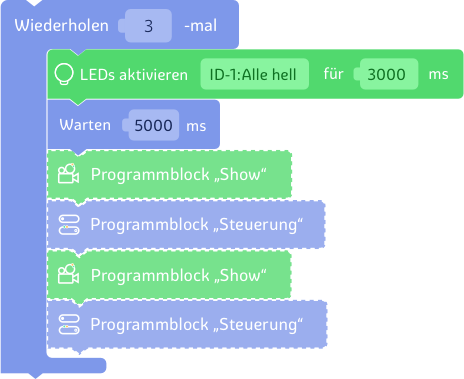 Wiederholen 3 -mal
LEDs aktivieren ID-1:Alle hell für 3000 ms
Warten 5000 ms
Programmblock „Show“
Programmblock „Steuerung“
Programmblock „Show“
Programmblock „Steuerung“